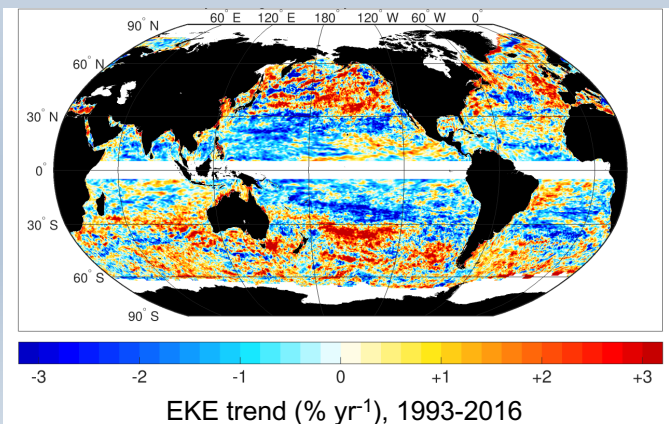 60° E 120° E 180° W 120° W 60° W 0°
90° N
60° N
30° N
0°
30° S
60° S
90° S
-3 -2 -1 0 +1 +2 +3
EKE trend (% yr-1), 1993-2016